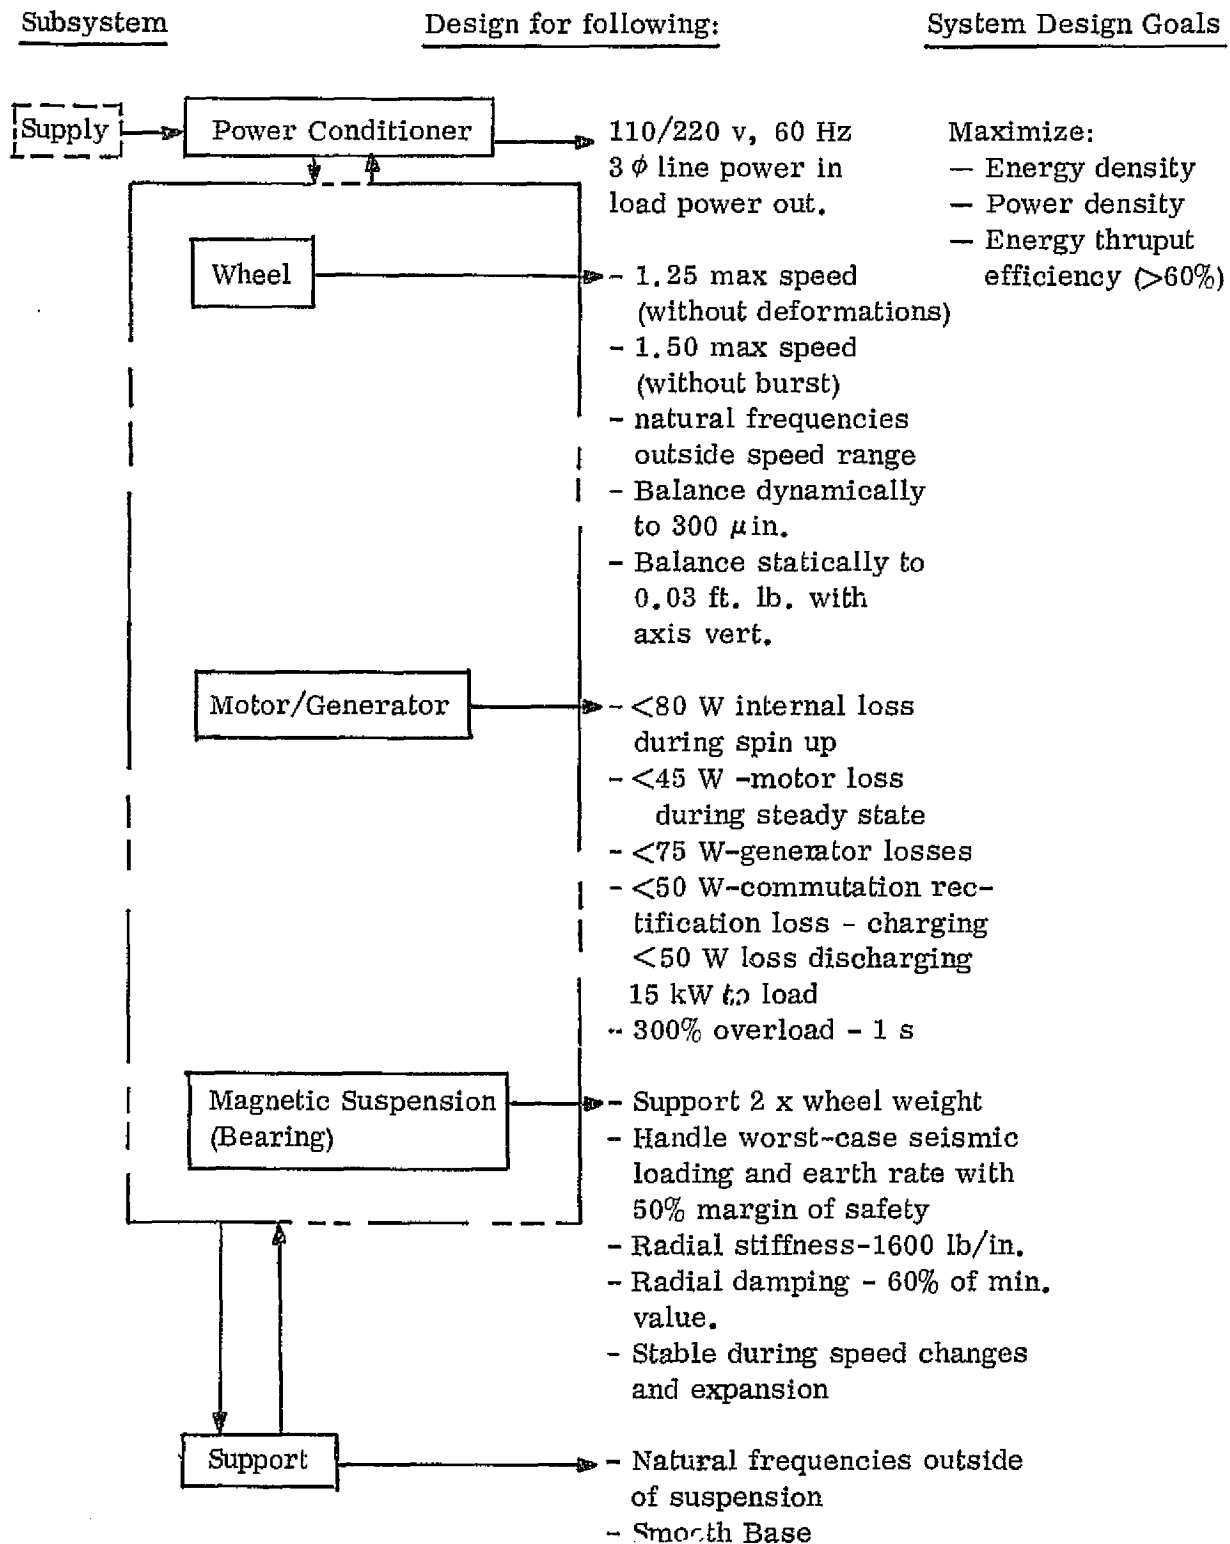 Subsystem
Design for following:
System Design Goals
Supply
Power Conditioner
110/220 v, 60 Hz
3 ϕ line power in
load power out.
Maximize:
— Energy density
— Power density
— Energy thruput
efficiency (>60%)
Wheel
- 1.25 max speed
(without deformations)
- 1.50 max speed
(without burst)
- natural frequencies
outside speed range
- Balance dynamically
to 300 μin.
- Balance statically to
0.03 ft. lb. with
axis vert.
Motor/Generator
- <80 W internal loss
during spin up
- <45 W -motor loss
during steady state
- <75 W-generator losses
- <50 W-commutation rec-
tification loss - charging
<50 W loss discharging
15 kW to load
- 300% overload - 1 s
Magnetic Suspension
(Bearing)
- Support 2 x wheel weight
- Handle worst-case seismic
loading and earth rate with
50% margin of safety
- Radial stiffness-1600 lb/in.
- Radial damping - 60% of min.
value.
- Stable during speed changes
and expansion
Support
- Natural frequencies outside
of suspension
- Smooth Base